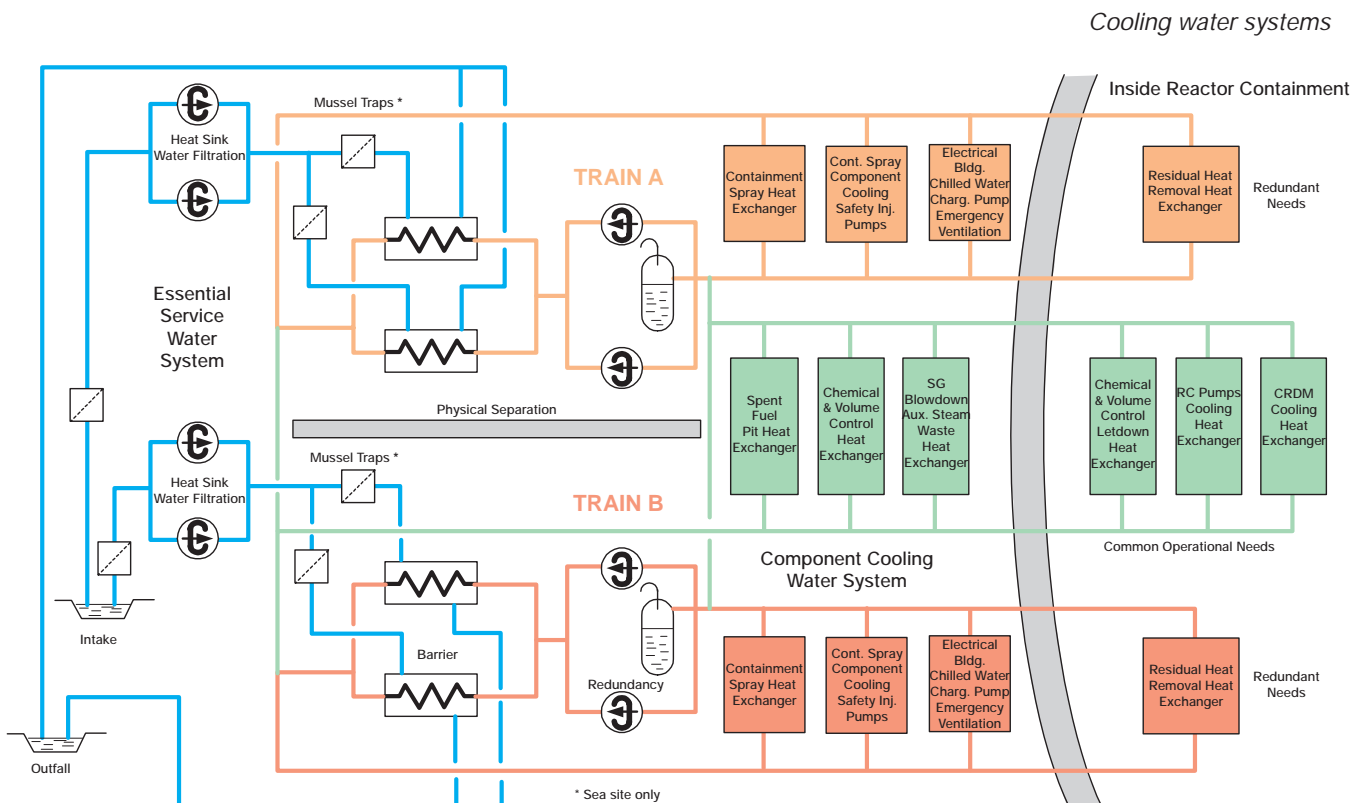 Cooling water systems
Inside Reactor Containment
Mussel Traps *
Heat Sink
Water Filtration
TRAIN A
Containment
Spray Heat
Exchanger
Cont. Spray
Component
Cooling
Safety Inj.
Pumps
Electrical
Bldg.
Chilled Water
Charg. Pump
Emergency
Ventilation
Residual Heat
Removal Heat
Exchanger
Redundant
Needs
Essential
Service
Water
System
Physical Separation
Spent
Fuel
Pit Heat
Exchanger
Chemical
& Volume
Control
Heat
Exchanger
SG
Blowdown
Aux. Steam
Waste
Heat
Exchanger
Chemical
& Volume
Control
Letdown
Heat
Exchanger
RC Pumps
Cooling
Heat
Exchanger
CRDM
Cooling
Heat
Exchanger
Mussel Traps *
Heat Sink
Water Filtration
TRAIN B
Component Cooling
Water System
Common Operational Needs
Intake
Barrier
Redundancy
Containment
Spray Heat
Exchanger
Cont. Spray
Component
Cooling
Safety Inj.
Pumps
Electrical
Bldg.
Chilled Water
Charg. Pump
Emergency
Ventilation
Residual Heat
Removal Heat
Exchanger
Redundant
Needs
Outfall
* Sea site only